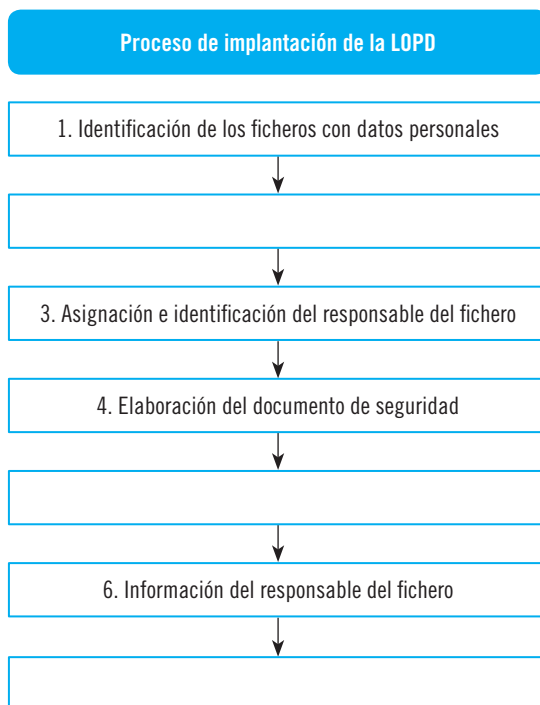 Proceso de implantación de la LOPD
1. Identificación de los ficheros con datos personales
3. Asignación e identificación del responsable del fichero
4. Elaboración del documento de seguridad
6. Información del responsable del fichero